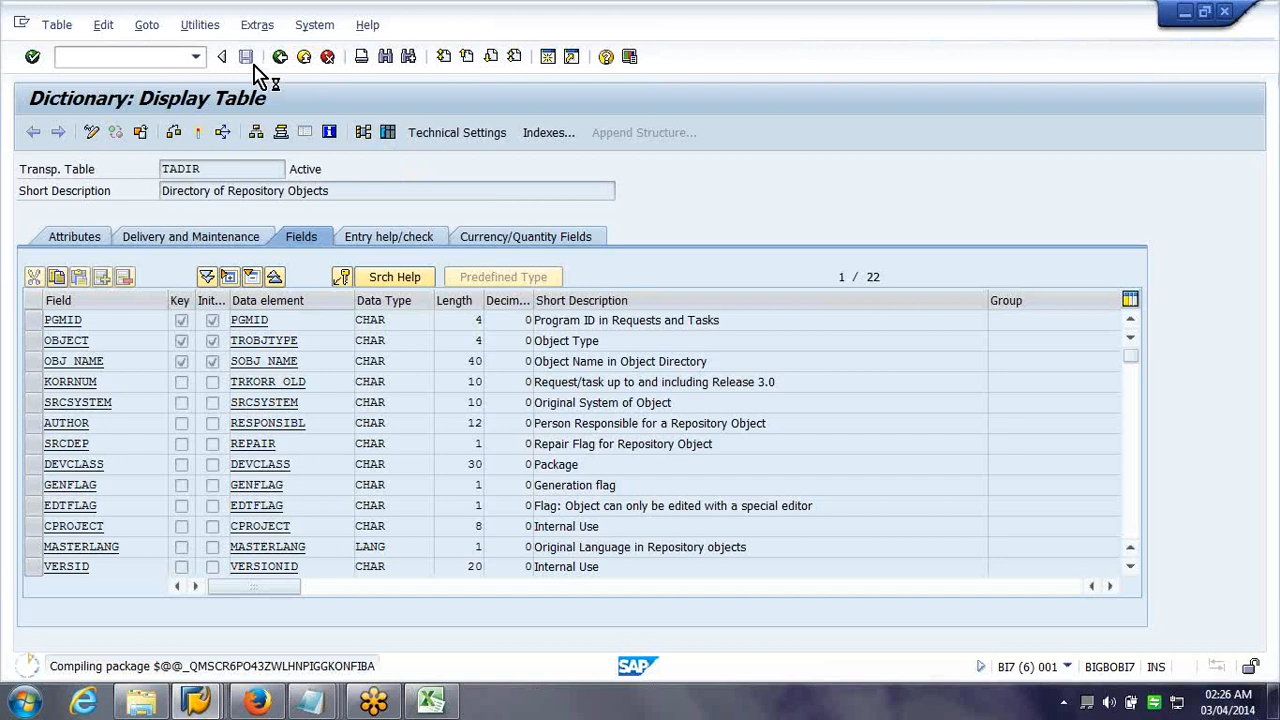 Table Edit Goto Utilities Extras System Help
Dictionary: Display Table
Technical Settings Indexes... Append Structure...
Transp. Table TADIR Active
Short Description Directory of Repository Objects
Attributes Delivery and Maintenance Fields Entry help/check Currency/Quantity Fields
Srch Help Predefined Type 1 / 22
Field Key Init... Data element Data Type Length Decim... Short Description Group
PGMID PGMID CHAR 4 0 Program ID in Requests and Tasks
OBJECT TROBJTYPE CHAR 4 0 Object Type
OBJ_NAME SOBJ_NAME CHAR 40 0 Object Name in Object Directory
KORRNUM TRKORR_OLD CHAR 10 0 Request/task up to and including Release 3.0
SRCSYSTEM SRCSYSTEM CHAR 10 0 Original System of Object
AUTHOR RESPONSIBL CHAR 12 0 Person Responsible for a Repository Object
SRCDEP REPAIR CHAR 1 0 Repair Flag for Repository Object
DEVCLASS DEVCLASS CHAR 30 0 Package
GENFLAG GENFLAG CHAR 1 0 Generation flag
EDTFLAG EDTFLAG CHAR 1 0 Flag: Object can only be edited with a special editor
CPROJECT CPROJECT CHAR 8 0 Internal Use
MASTERLANG MASTERLANG LANG 1 0 Original Language in Repository objects
VERSID VERSIONID CHAR 20 0 Internal Use
Compiling package $@@_QMSCR6PO43ZWLHNPIGGKONFIBA SAP BI7 (6) 001 BIGBOBI7 INS
02:26 AM
03/04/2014